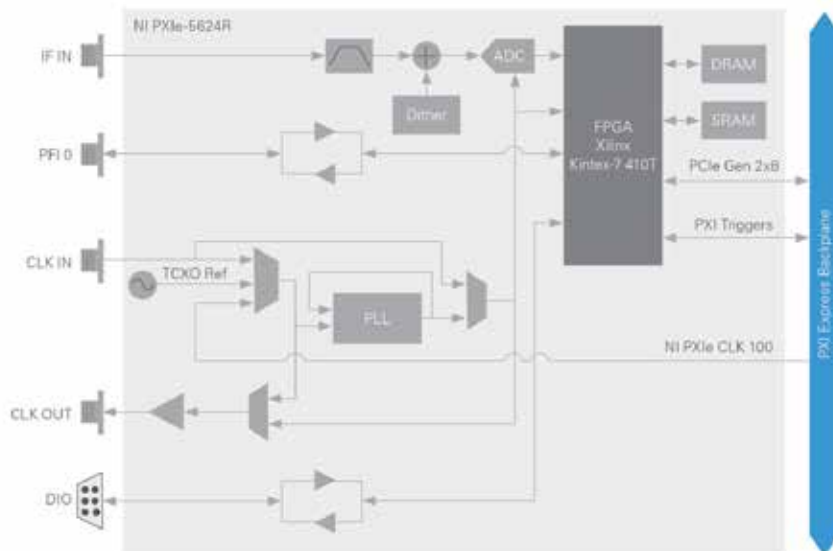 NI PXIe-5624R
IF IN
ADC
DRAM
Dither
SRAM
FPGA
Xilinx
Kintex-7 410T
PFI 0
PCIe Gen 2x8
PXI Triggers
CLK IN
TCXO Ref
PLL
NI PXIe CLK 100
PXI Express Backplane
CLK OUT
DIO